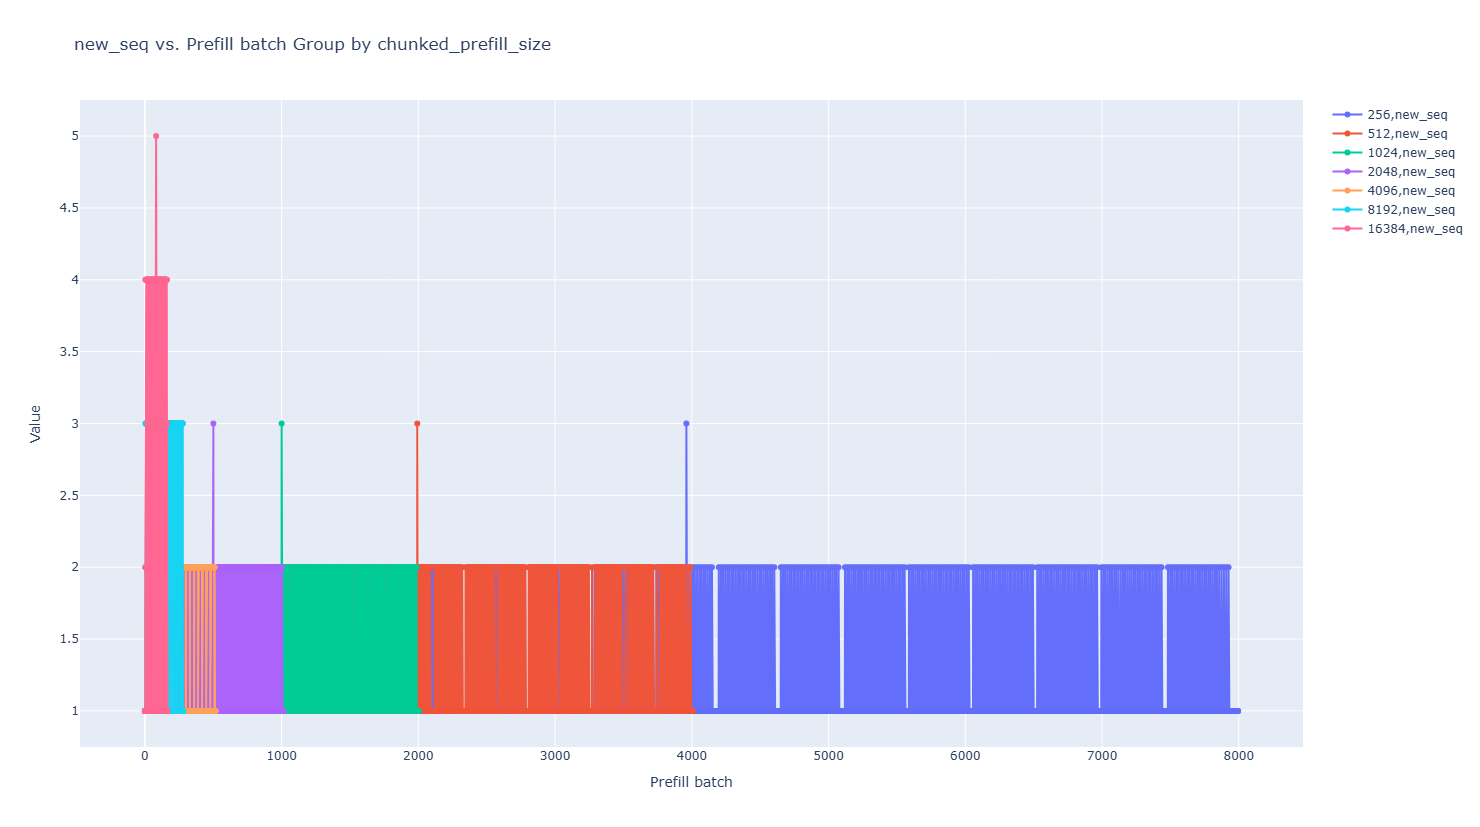 new_seq vs. Prefill batch Group by chunked_prefill_size
5
4.5
4
3.5
3
2.5
2
1.5
1
Value
0
1000
2000
3000
4000
5000
6000
7000
8000
Prefill batch
256,new_seq
512,new_seq
1024,new_seq
2048,new_seq
4096,new_seq
8192,new_seq
16384,new_seq